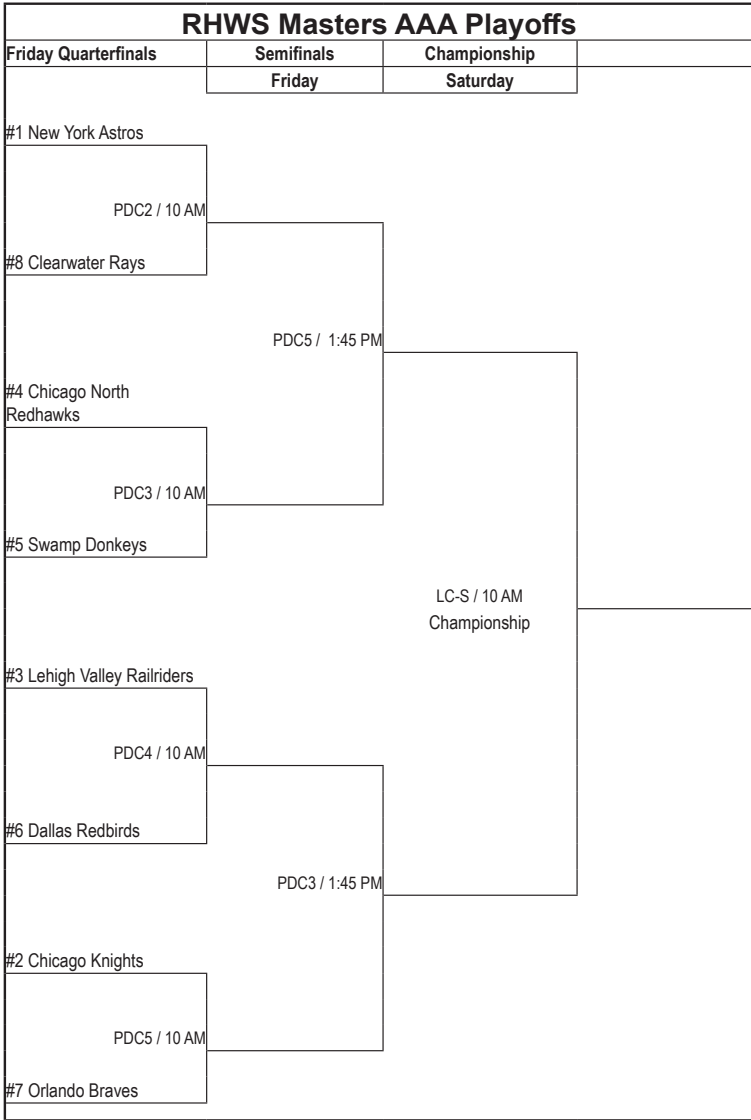 RHWS Masters AAA Playoffs
Friday Quarterfinals Semifinals Championship
Friday Saturday
#1 New York Astros
PDC2 / 10 AM
#8 Clearwater Rays
PDC5 / 1:45 PM
#4 Chicago North
Redhawks
PDC3 / 10 AM
#5 Swamp Donkeys
LC-S / 10 AM
Championship
#3 Lehigh Valley Railriders
PDC4 / 10 AM
#6 Dallas Redbirds
PDC3 / 1:45 PM
#2 Chicago Knights
PDC5 / 10 AM
#7 Orlando Braves